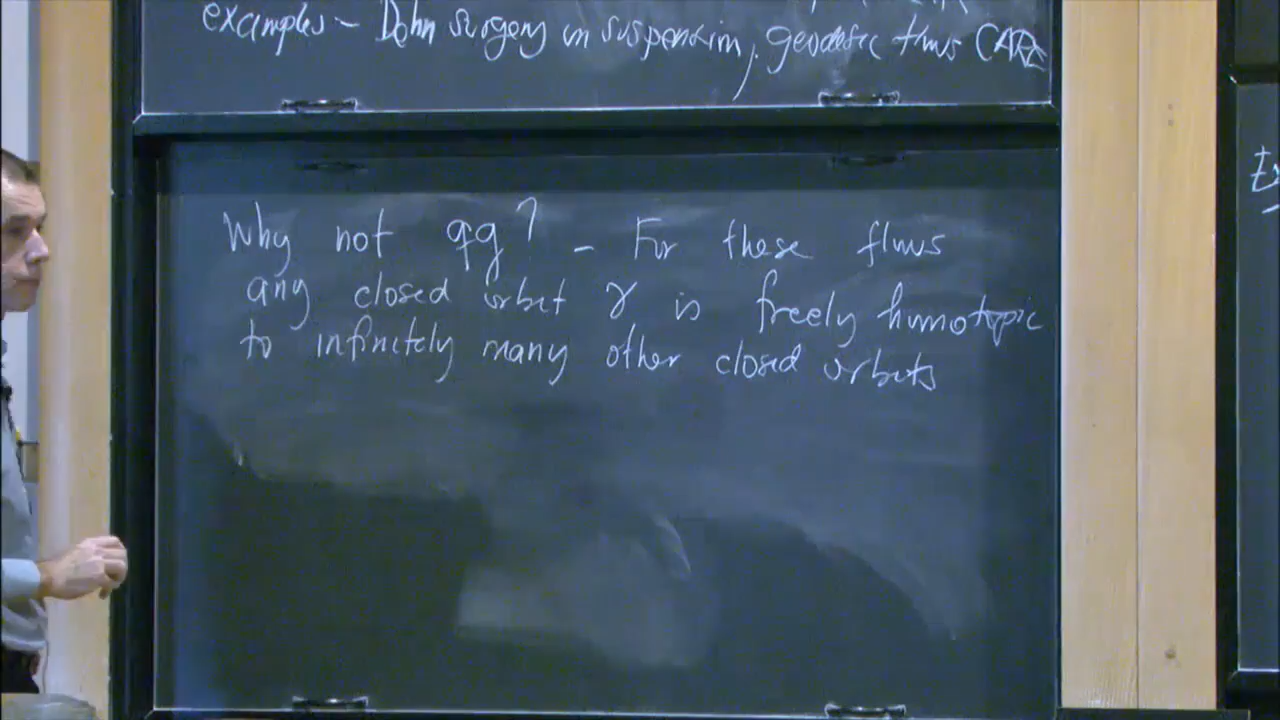 examples – Dehn surgery on suspension, geodesic flows
Why not qg? – For these flows
any closed orbit γ is freely homotopic
to infinitely many other closed orbits